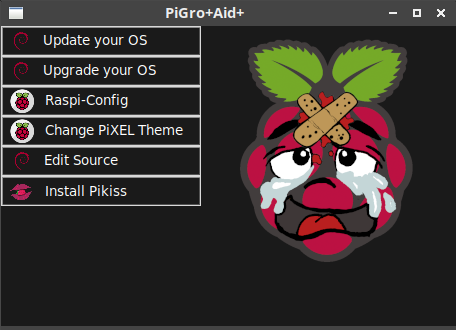 PiGro+Aid+
Update your OS
Upgrade your OS
Raspi-Config
Change PiXEL Theme
Edit Source
Install Pikiss